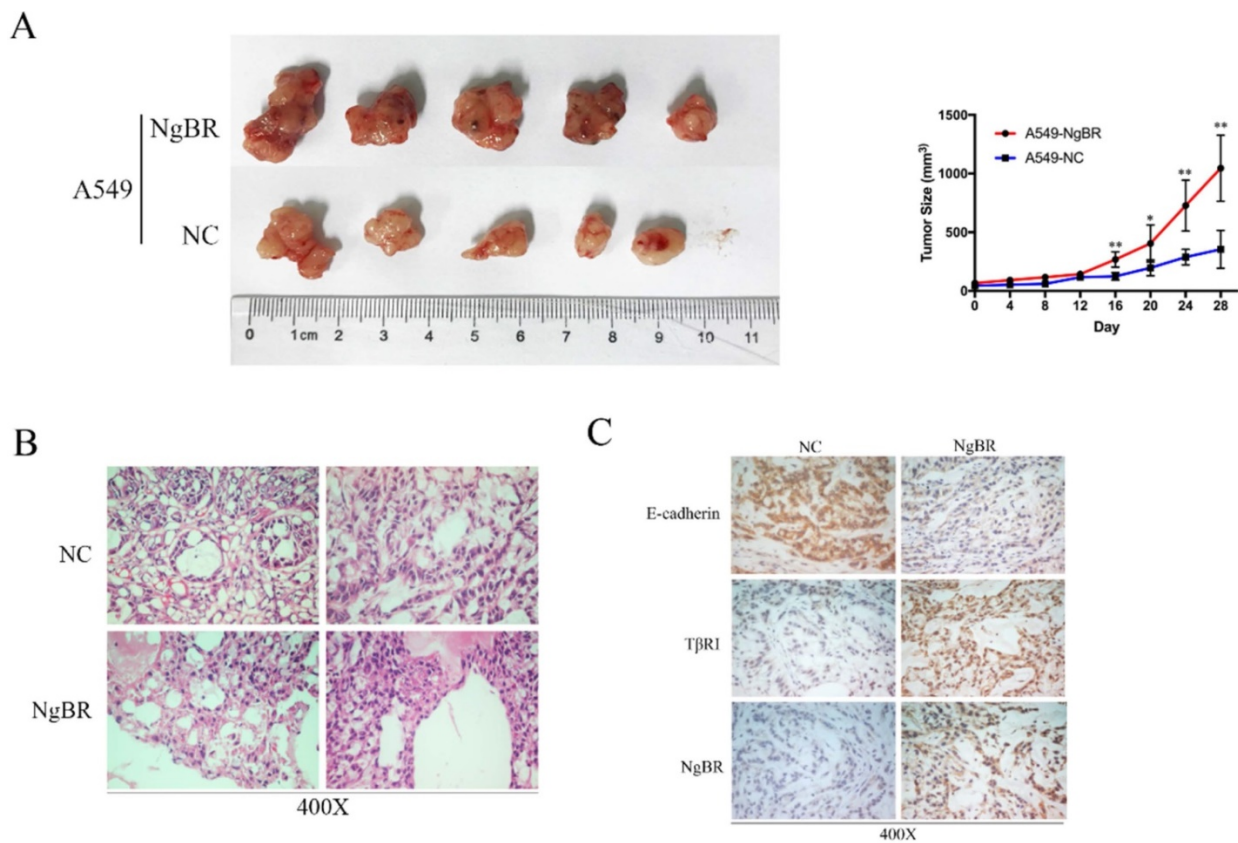 A
NgBR
A549
NC
0 1cm 2 3 4 5 6 7 8 9 10 11
1500
1000
500
0
Tumor Size (mm³)
A549-NgBR
A549-NC
** * ** **
0 4 8 12 16 20 24 28
Day
B
NC
NgBR
400X
C
NC NgBR
E-cadherin
TβRI
NgBR
400X